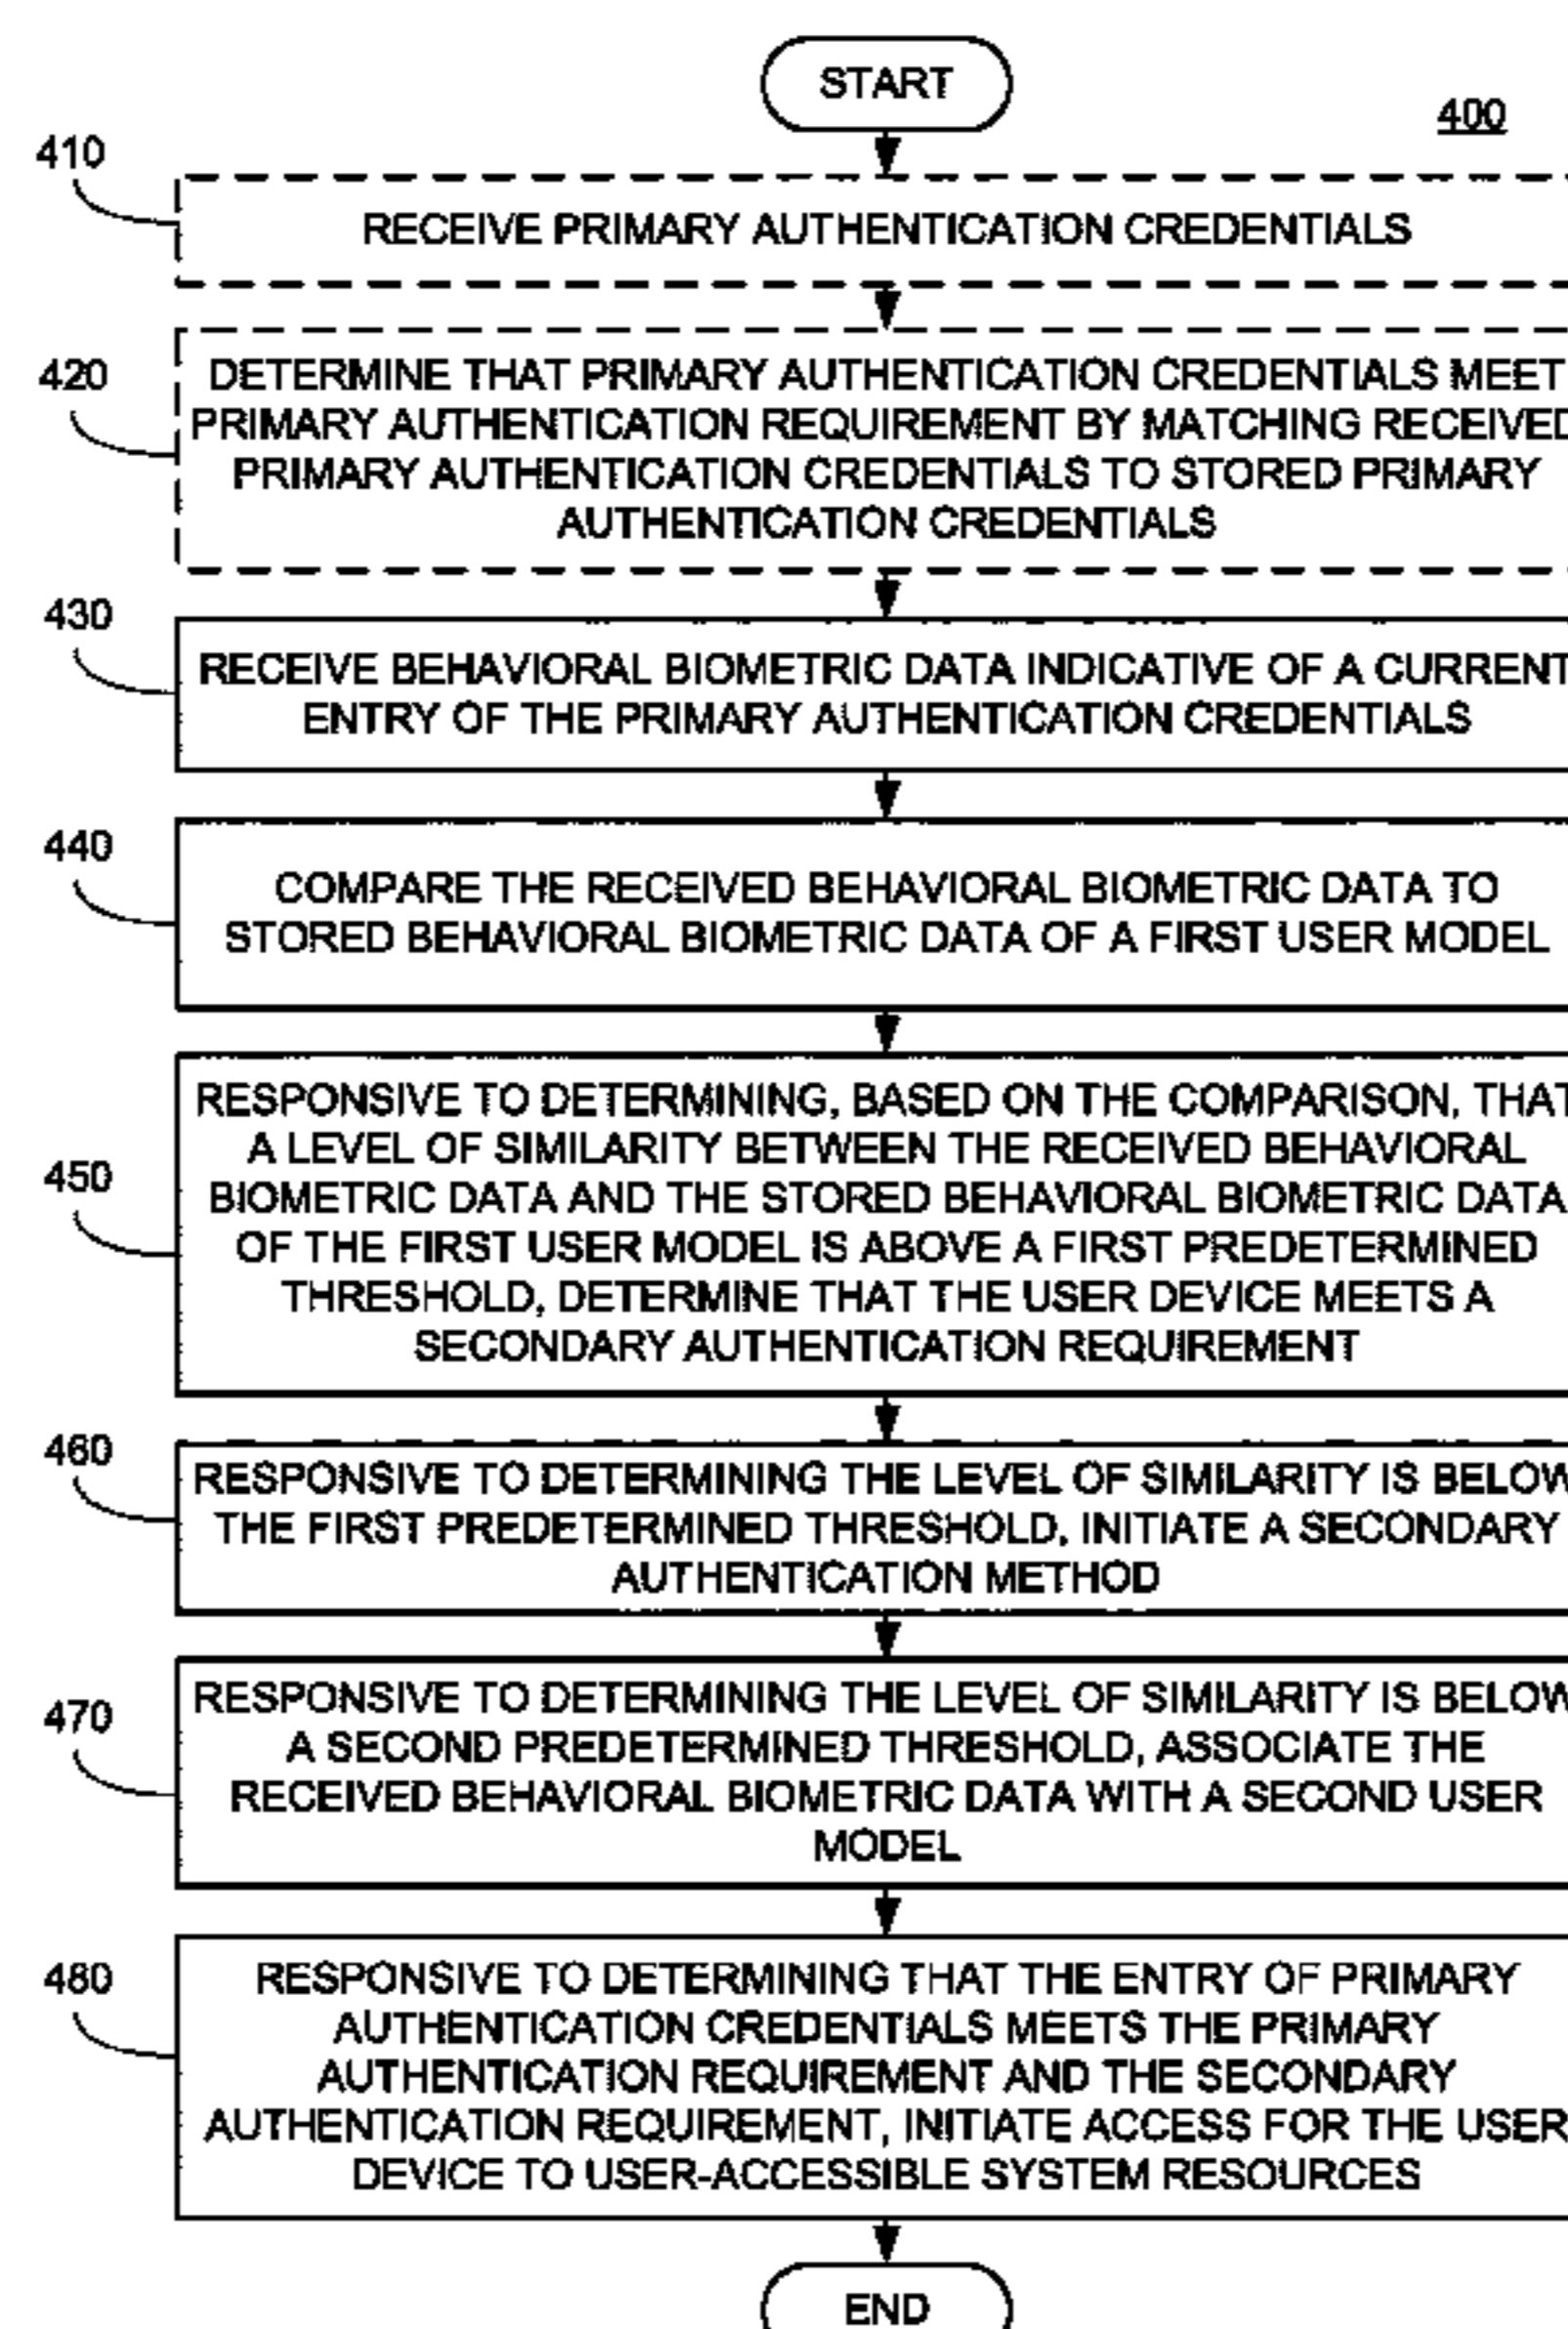 START
400
410
RECEIVE PRIMARY AUTHENTICATION CREDENTIALS
420
DETERMINE THAT PRIMARY AUTHENTICATION CREDENTIALS MEET
PRIMARY AUTHENTICATION REQUIREMENT BY MATCHING RECEIVED
PRIMARY AUTHENTICATION CREDENTIALS TO STORED PRIMARY
AUTHENTICATION CREDENTIALS
430
RECEIVE BEHAVIORAL BIOMETRIC DATA INDICATIVE OF A CURRENT
ENTRY OF THE PRIMARY AUTHENTICATION CREDENTIALS
440
COMPARE THE RECEIVED BEHAVIORAL BIOMETRIC DATA TO
STORED BEHAVIORAL BIOMETRIC DATA OF A FIRST USER MODEL
450
RESPONSIVE TO DETERMINING, BASED ON THE COMPARISON, THAT
A LEVEL OF SIMILARITY BETWEEN THE RECEIVED BEHAVIORAL
BIOMETRIC DATA AND THE STORED BEHAVIORAL BIOMETRIC DATA
OF THE FIRST USER MODEL IS ABOVE A FIRST PREDETERMINED
THRESHOLD, DETERMINE THAT THE USER DEVICE MEETS A
SECONDARY AUTHENTICATION REQUIREMENT
460
RESPONSIVE TO DETERMINING THE LEVEL OF SIMILARITY IS BELOW
THE FIRST PREDETERMINED THRESHOLD, INITIATE A SECONDARY
AUTHENTICATION METHOD
470
RESPONSIVE TO DETERMINING THE LEVEL OF SIMILARITY IS BELOW
A SECOND PREDETERMINED THRESHOLD, ASSOCIATE THE
RECEIVED BEHAVIORAL BIOMETRIC DATA WITH A SECOND USER
MODEL
480
RESPONSIVE TO DETERMINING THAT THE ENTRY OF PRIMARY
AUTHENTICATION CREDENTIALS MEETS THE PRIMARY
AUTHENTICATION REQUIREMENT AND THE SECONDARY
AUTHENTICATION REQUIREMENT, INITIATE ACCESS FOR THE USER
DEVICE TO USER-ACCESSIBLE SYSTEM RESOURCES
END